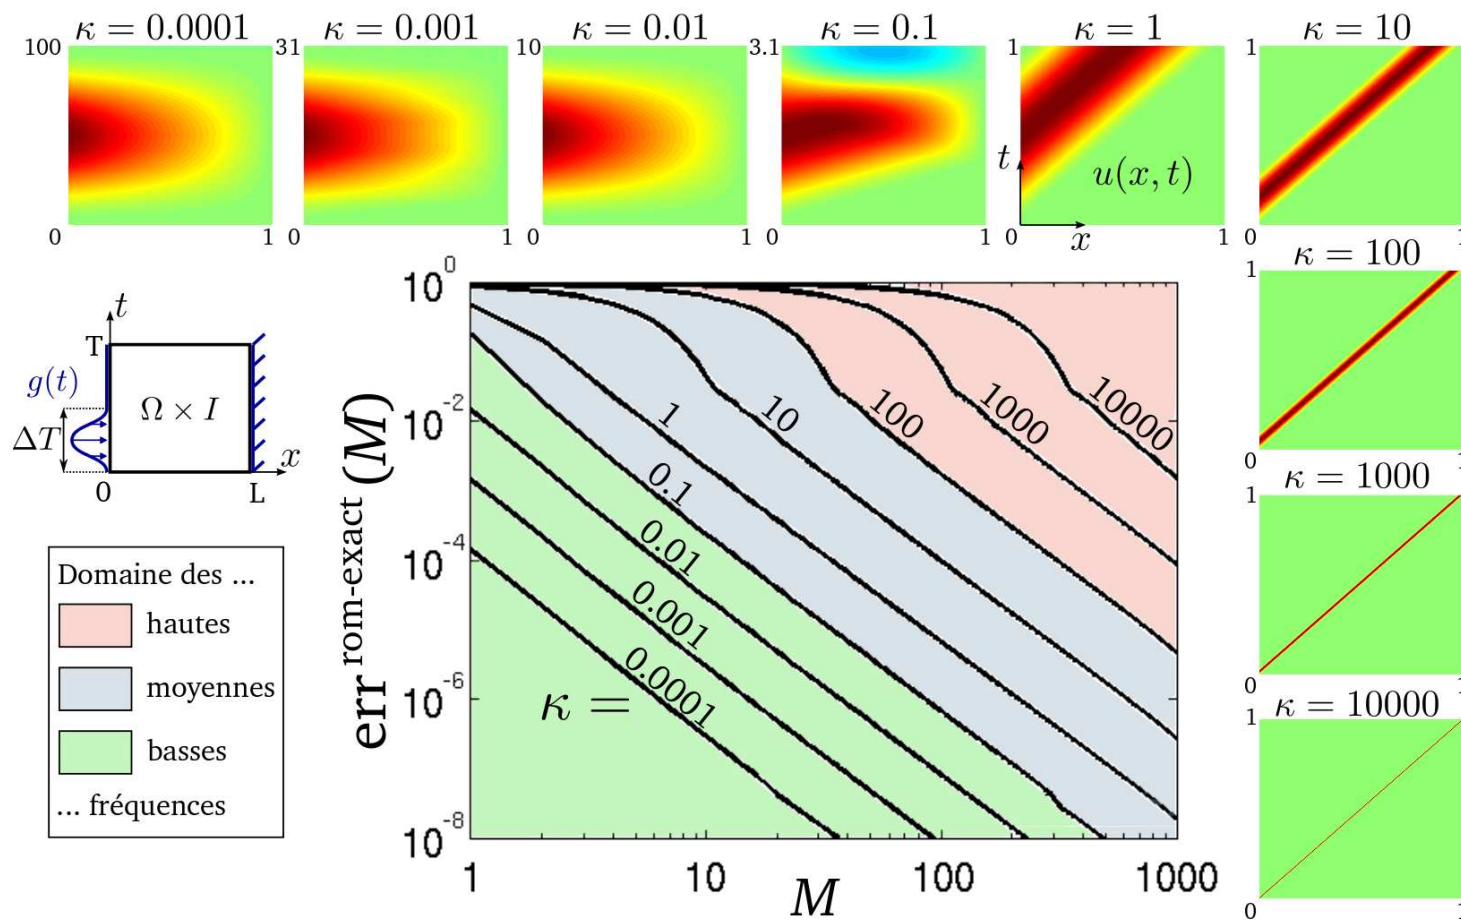 κ = 0.0001
κ = 0.001
κ = 0.01
κ = 0.1
κ = 1
κ = 10
100
31
10
3.1
1
1
t
u(x, t)
0
1
0
1
0
1
0
1
0
x
1
0
κ = 100
1
0
κ = 1000
1
0
κ = 10000
1
0
1
t
T
g(t)
Ω × I
ΔT
x
0
L
Domaine des ...
hautes
moyennes
basses
... fréquences
err rom-exact (M)
10^0
10^-2
10^-4
10^-6
10^-8
1
10
100
1000
10000
0.1
0.01
0.001
0.0001
κ =
1
10
100
1000
M